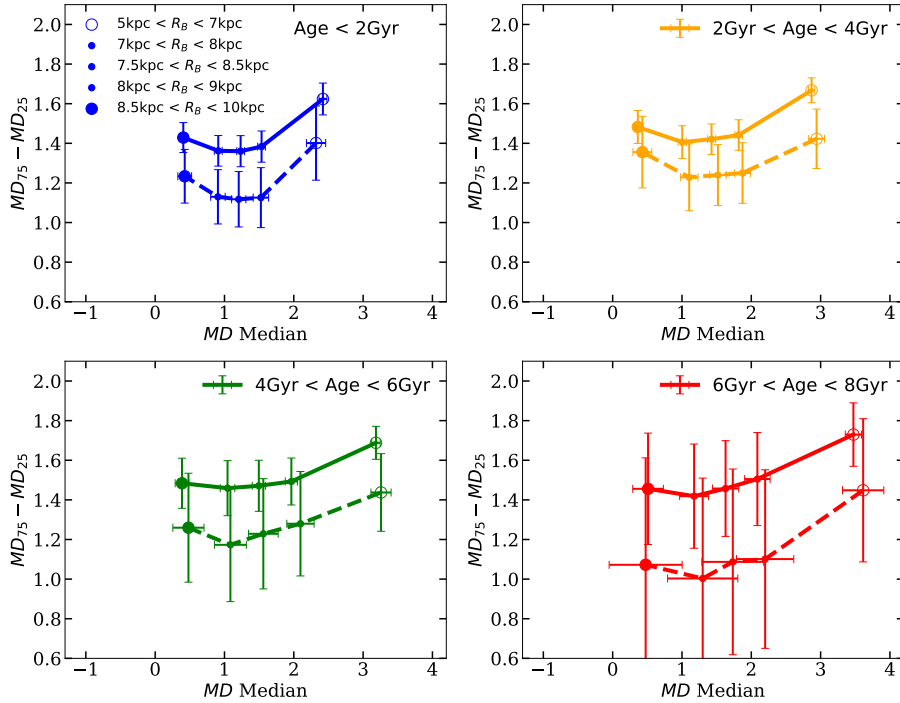 Age < 2Gyr
5kpc < R_B < 7kpc
7kpc < R_B < 8kpc
7.5kpc < R_B < 8.5kpc
8kpc < R_B < 9kpc
8.5kpc < R_B < 10kpc
MD_75 − MD_25
2.0
1.8
1.6
1.4
1.2
1.0
0.8
0.6
−1 0 1 2 3 4
MD Median
2Gyr < Age < 4Gyr
MD_75 − MD_25
2.0
1.8
1.6
1.4
1.2
1.0
0.8
0.6
−1 0 1 2 3 4
MD Median
4Gyr < Age < 6Gyr
MD_75 − MD_25
2.0
1.8
1.6
1.4
1.2
1.0
0.8
0.6
−1 0 1 2 3 4
MD Median
6Gyr < Age < 8Gyr
MD_75 − MD_25
2.0
1.8
1.6
1.4
1.2
1.0
0.8
0.6
−1 0 1 2 3 4
MD Median